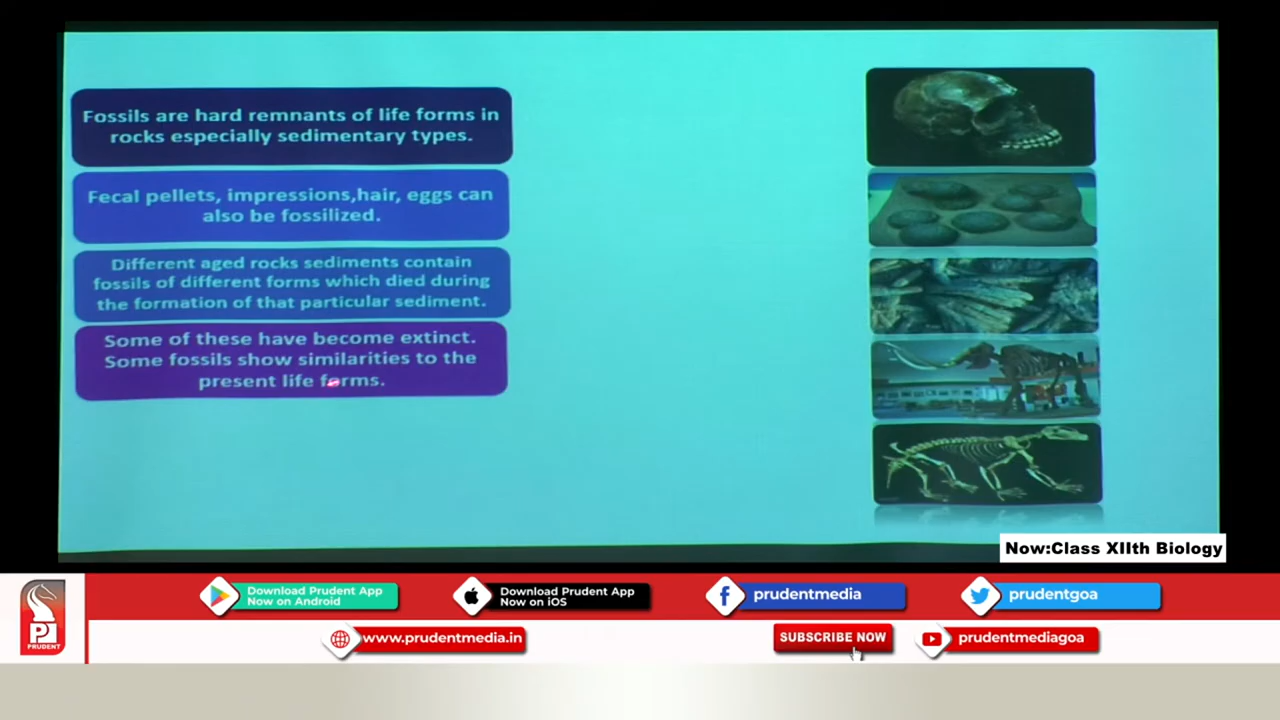 Fossils are hard remnants of life forms in
rocks especially sedimentary types.
Fecal pellets, impressions,hair, eggs can
also be fossilized.
Different aged rocks sediments contain
fossils of different forms which died during
the formation of that particular sediment.
Some of these have become extinct.
Some fossils show similarities to the
present life forms.
Now:Class XIIth Biology
PRUDENT
Download Prudent App
Now on Android
Download Prudent App
Now on iOS
prudentmedia
prudentgoa
www.prudentmedia.in
SUBSCRIBE NOW
prudentmediagoa